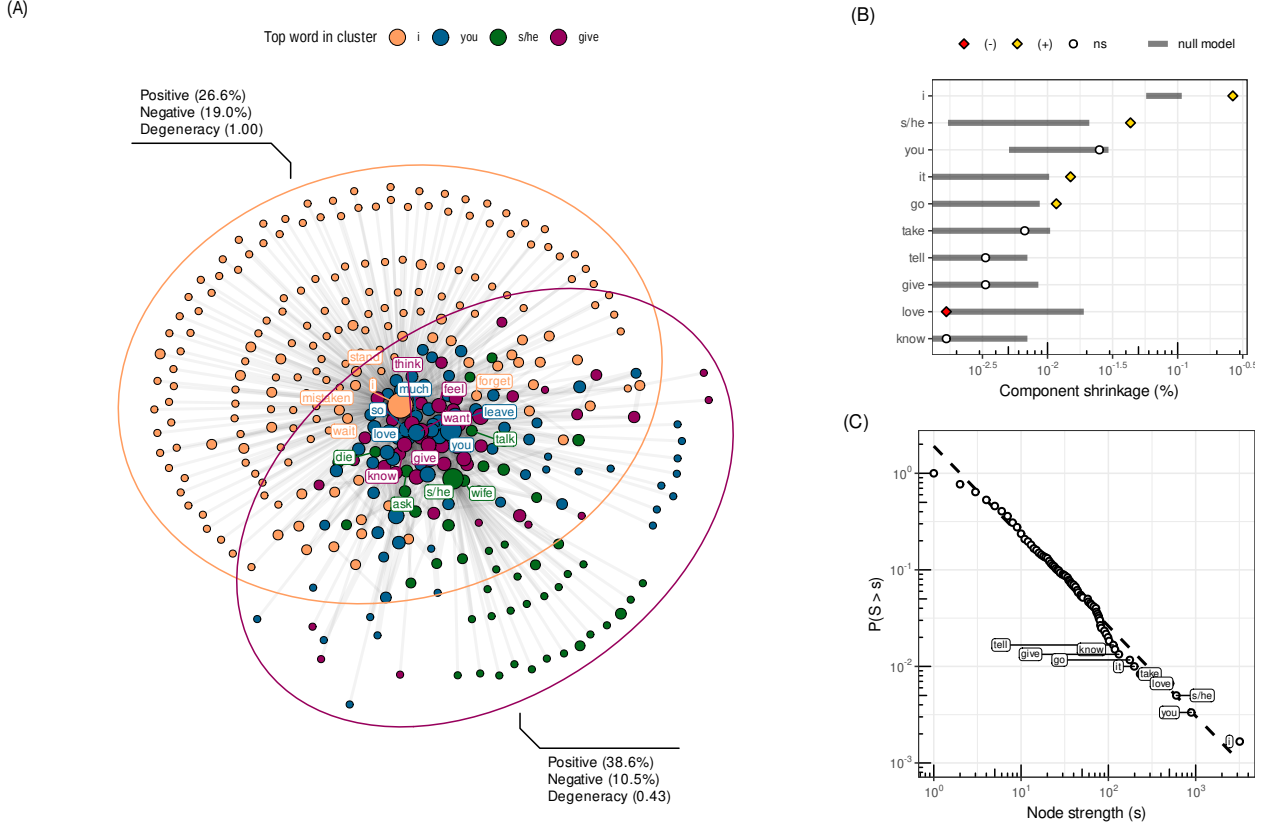 (A)
Top word in cluster i you s/he give
Positive (26.6%)
Negative (19.0%)
Degeneracy (1.00)
stand
think
i
much
feel
forget
mistaken
so
want
leave
wait
love
you
talk
die
give
know
s/he
wife
ask
Positive (38.6%)
Negative (10.5%)
Degeneracy (0.43)
(B)
(-) (+) ns null model
i
s/he
you
it
go
take
tell
give
love
know
10^-2.5 10^-2 10^-1.5 10^-1 10^-0.5
Component shrinkage (%)
(C)
P(S > s)
10^0
10^-1
10^-2
10^-3
tell
know
give
go
it
take
love
s/he
you
i
10^0 10^1 10^2 10^3
Node strength (s)